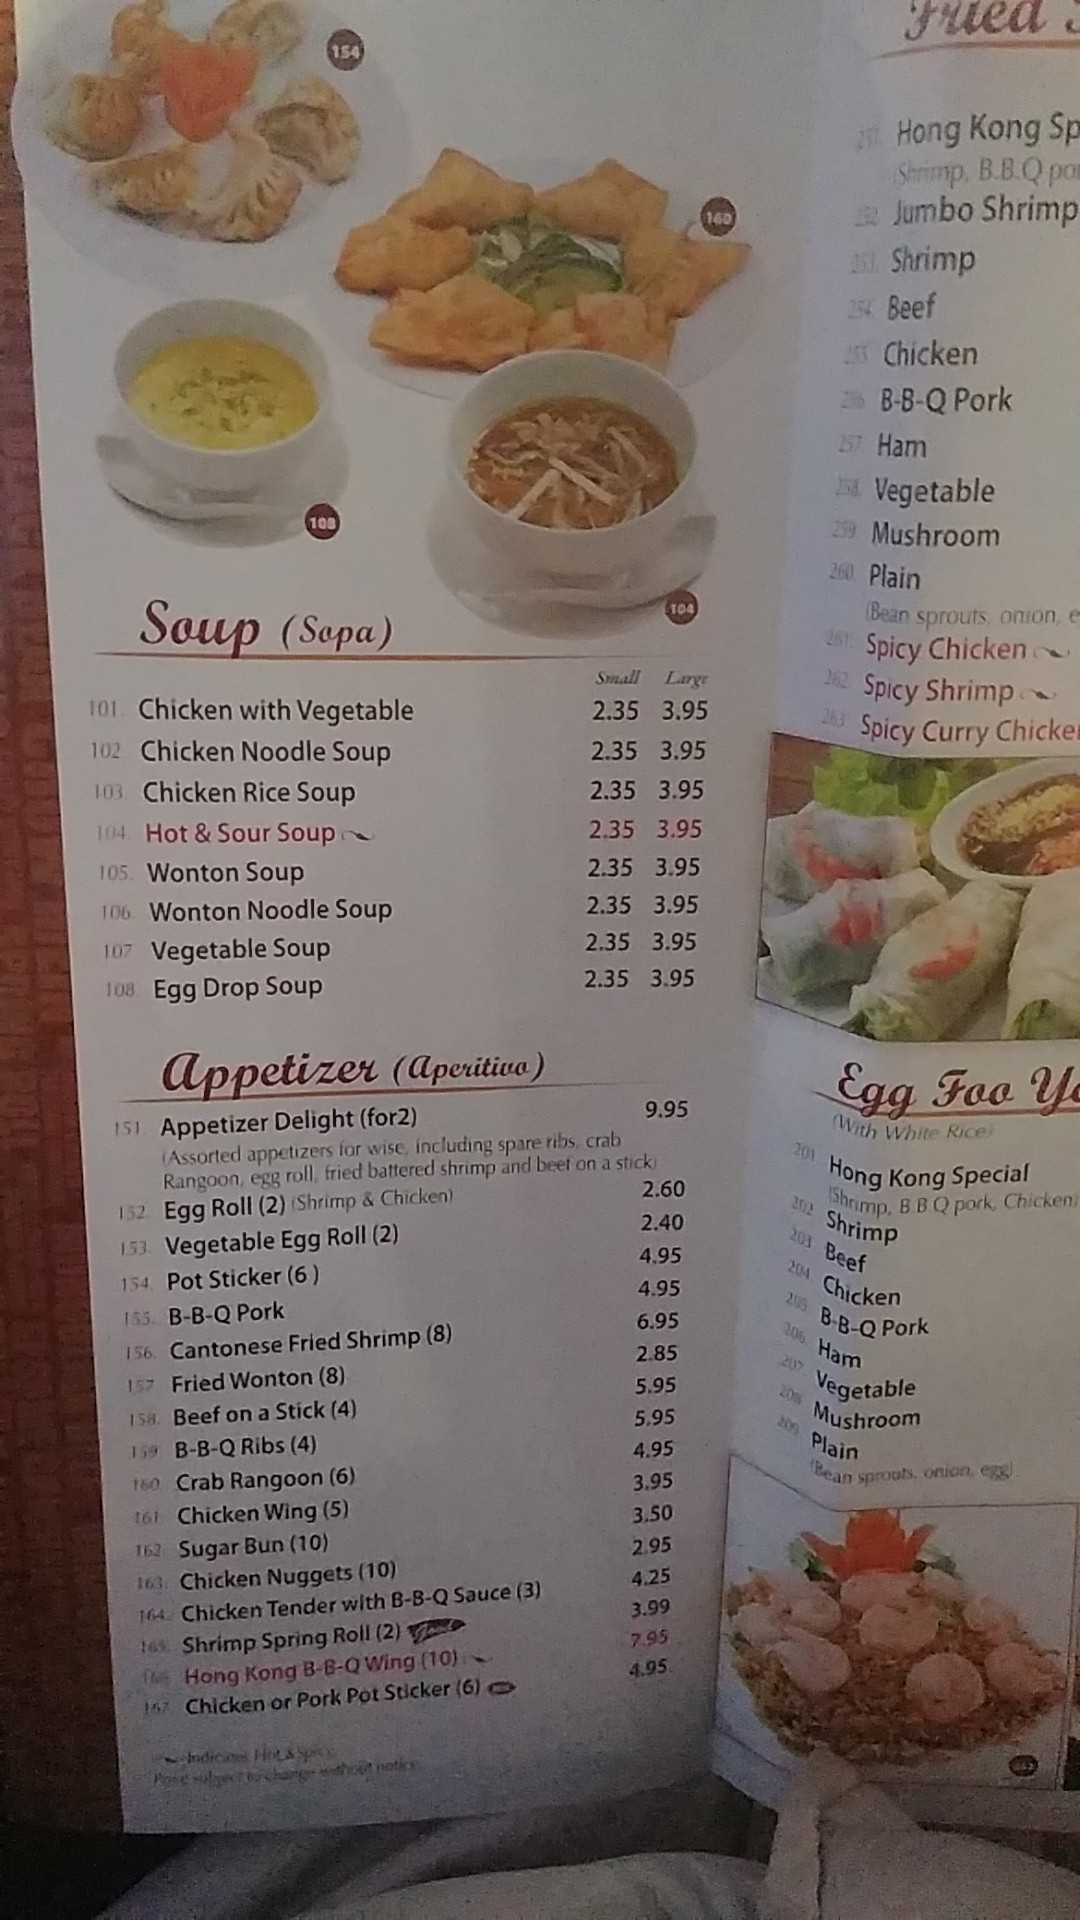 154
160
108
104
Soup (Sopa)
Small Large
101. Chicken with Vegetable 2.35 3.95
102. Chicken Noodle Soup 2.35 3.95
103. Chicken Rice Soup 2.35 3.95
104. Hot & Sour Soup 2.35 3.95
105. Wonton Soup 2.35 3.95
106. Wonton Noodle Soup 2.35 3.95
107. Vegetable Soup 2.35 3.95
108. Egg Drop Soup 2.35 3.95
Appetizer (Aperitivo)
151. Appetizer Delight (for2) 9.95
(Assorted appetizers for wise, including spare ribs, crab
Rangoon, egg roll, fried battered shrimp and beef on a stick)
152. Egg Roll (2) (Shrimp & Chicken) 2.60
153. Vegetable Egg Roll (2) 2.40
154. Pot Sticker (6 ) 4.95
155. B-B-Q Pork 4.95
156. Cantonese Fried Shrimp (8) 6.95
157. Fried Wonton (8) 2.85
158. Beef on a Stick (4) 5.95
159. B-B-Q Ribs (4) 5.95
160. Crab Rangoon (6) 4.95
161. Chicken Wing (5) 3.95
162. Sugar Bun (10) 3.50
163. Chicken Nuggets (10) 2.95
164. Chicken Tender with B-B-Q Sauce (3) 4.25
165. Shrimp Spring Roll (2) 3.99
166. Hong Kong B-B-Q Wing (10) 7.95
167. Chicken or Pork Pot Sticker (6) 4.95
Indicates Hot & Spicy.
Price subject to change without notice.
Fried
251. Hong Kong Sp
(Shrimp, B.B.Q por
252. Jumbo Shrimp
253. Shrimp
254. Beef
255. Chicken
256. B-B-Q Pork
257. Ham
258. Vegetable
259. Mushroom
260. Plain
(Bean sprouts, onion, e
261. Spicy Chicken
262. Spicy Shrimp
263. Spicy Curry Chicken
Egg Foo Yo
(With White Rice)
201. Hong Kong Special
(Shrimp, B.B.Q pork, Chicken)
202. Shrimp
203. Beef
204. Chicken
205. B-B-Q Pork
206. Ham
207. Vegetable
208. Mushroom
209. Plain
(Bean sprouts, onion, egg)